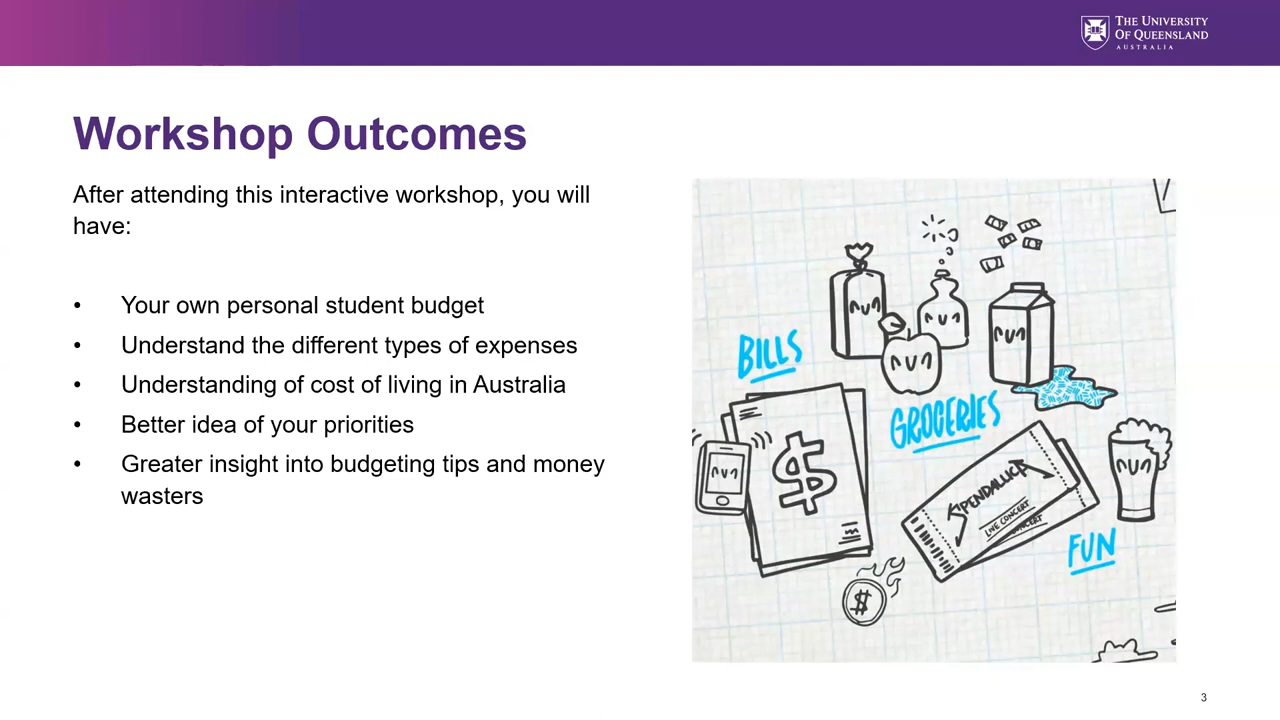 THE UNIVERSITY
OF QUEENSLAND
AUSTRALIA
Workshop Outcomes
After attending this interactive workshop, you will
have:
• Your own personal student budget
• Understand the different types of expenses
• Understanding of cost of living in Australia
• Better idea of your priorities
• Greater insight into budgeting tips and money
wasters
BILLS
$
GROCERIES
SPENDALLICA
LIVE CONCERT
CONCERT
FUN
$
3